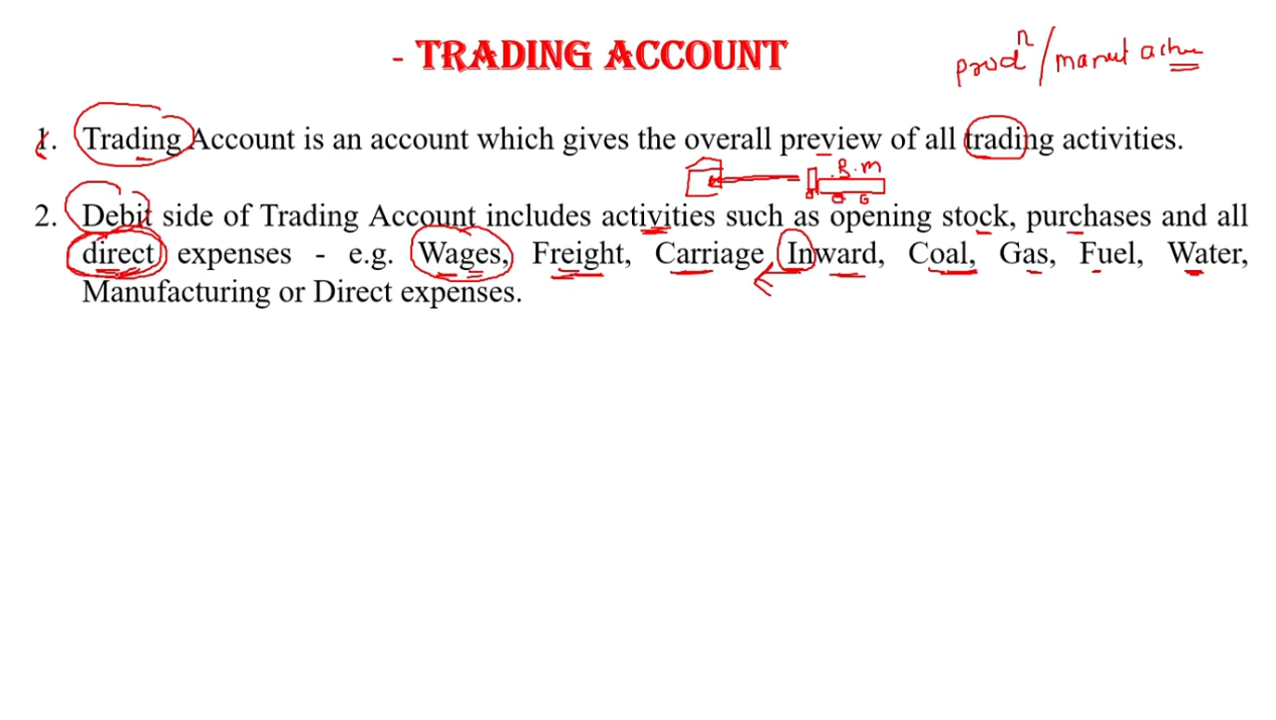 - TRADING ACCOUNT
prodⁿ / manufacture
1. Trading Account is an account which gives the overall preview of all trading activities.
R.M
2. Debit side of Trading Account includes activities such as opening stock, purchases and all
direct expenses - e.g. Wages, Freight, Carriage Inward, Coal, Gas, Fuel, Water,
Manufacturing or Direct expenses.